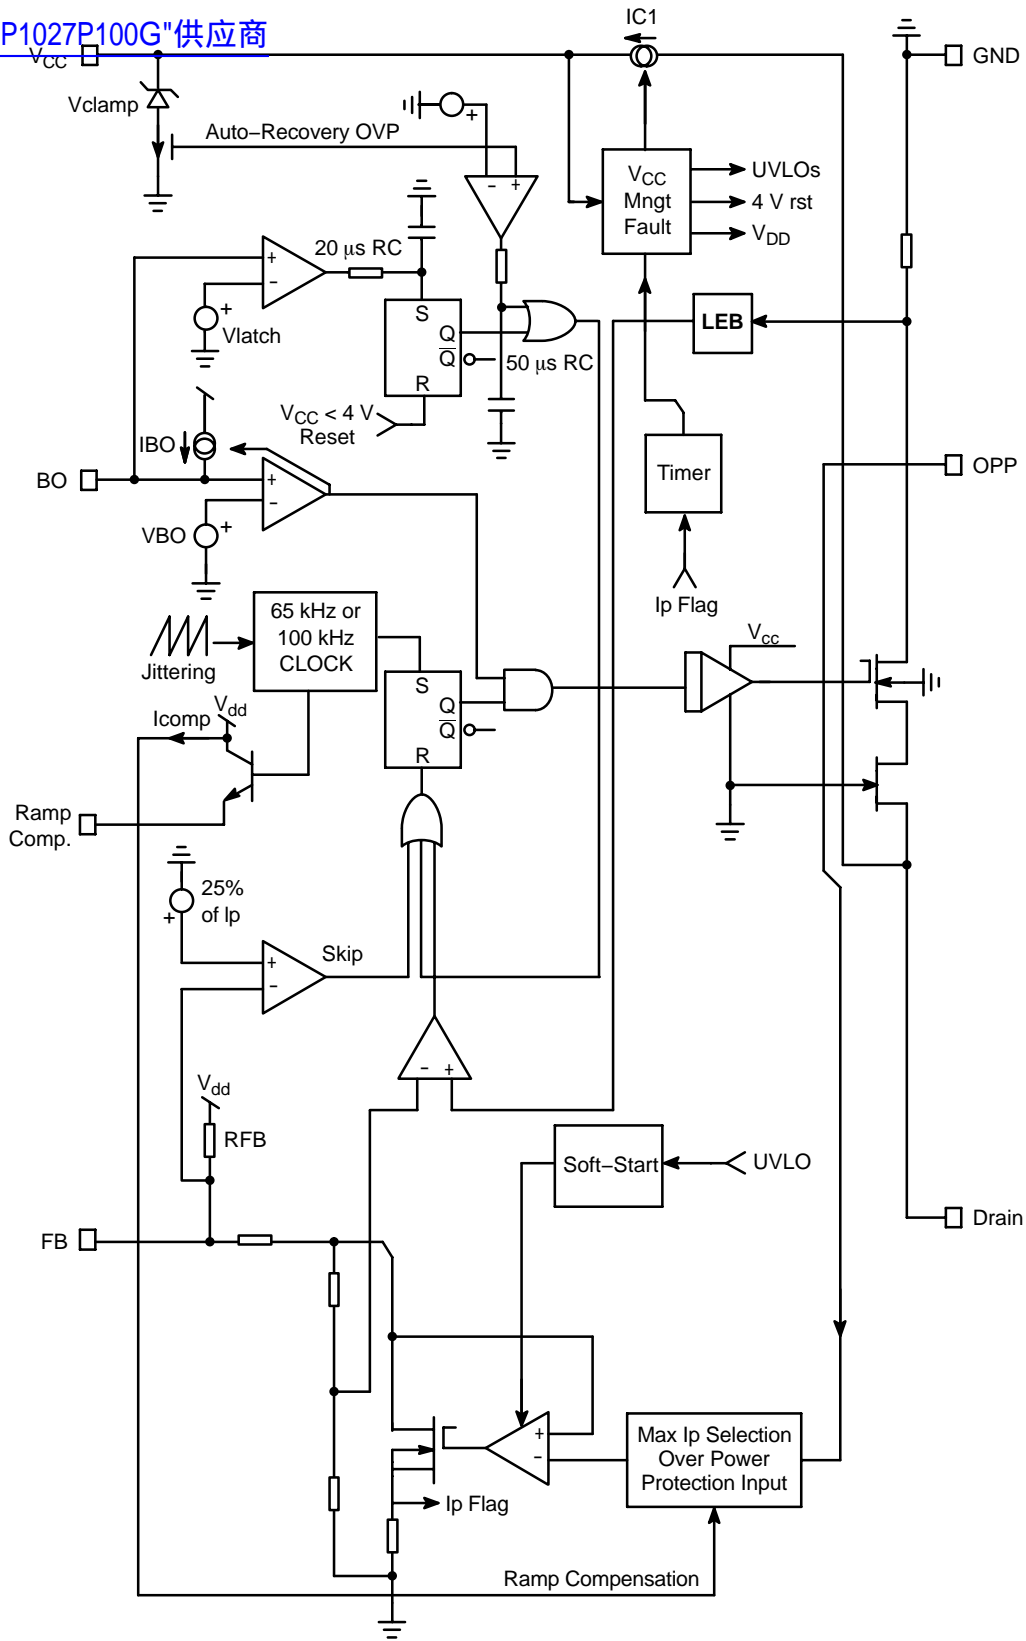 P1027P100G"供应商
IC1
VCC
GND
Vclamp
+
Auto−Recovery OVP
− +
VCC
Mngt
Fault
UVLOs
4 V rst
VDD
20 μs RC
+
−
+
Vlatch
S
Q
Q
R
50 μs RC
LEB
VCC < 4 V
Reset
IBO
BO
+
−
VBO
+
Timer
OPP
Ip Flag
65 kHz or
100 kHz
CLOCK
Jittering
Vcc
S
Q
Q
R
Icomp
Vdd
Ramp
Comp.
25%
of Ip
+
Skip
+
−
− +
Vdd
RFB
Soft−Start
UVLO
FB
Drain
+
−
Max Ip Selection
Over Power
Protection Input
Ip Flag
Ramp Compensation